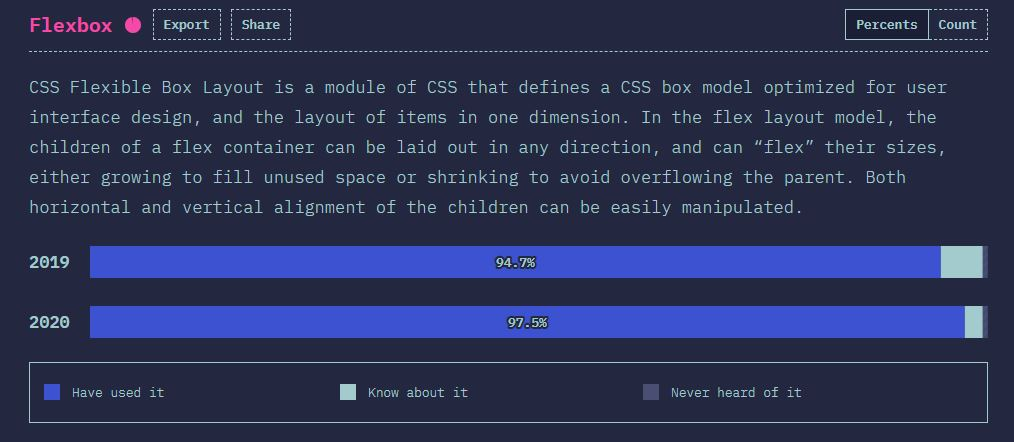 Flexbox Export Share Percents Count
CSS Flexible Box Layout is a module of CSS that defines a CSS box model optimized for user
interface design, and the layout of items in one dimension. In the flex layout model, the
children of a flex container can be laid out in any direction, and can “flex” their sizes,
either growing to fill unused space or shrinking to avoid overflowing the parent. Both
horizontal and vertical alignment of the children can be easily manipulated.
2019 94.7%
2020 97.5%
Have used it Know about it Never heard of it